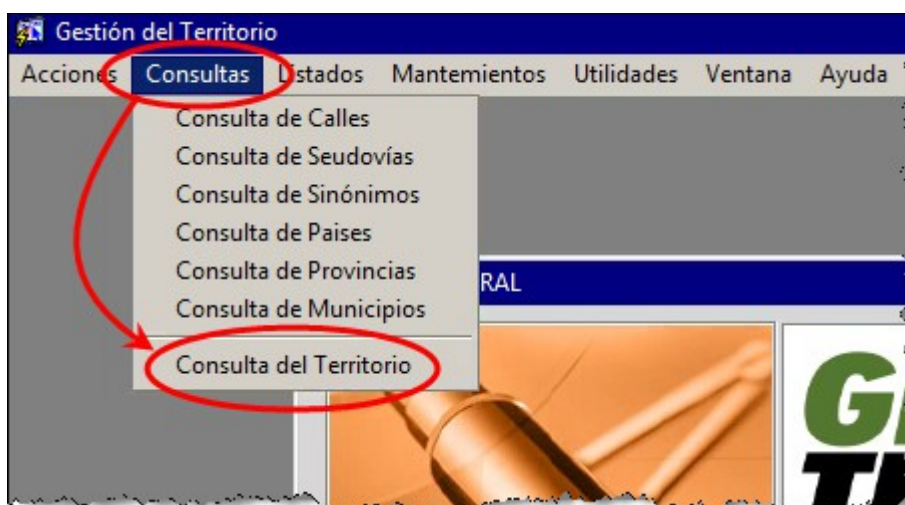 Gestión del Territorio
Acciones Consultas Listados Mantemientos Utilidades Ventana Ayuda
Consulta de Calles
Consulta de Seudovías
Consulta de Sinónimos
Consulta de Paises
Consulta de Provincias
Consulta de Municipios
RAL
Consulta del Territorio